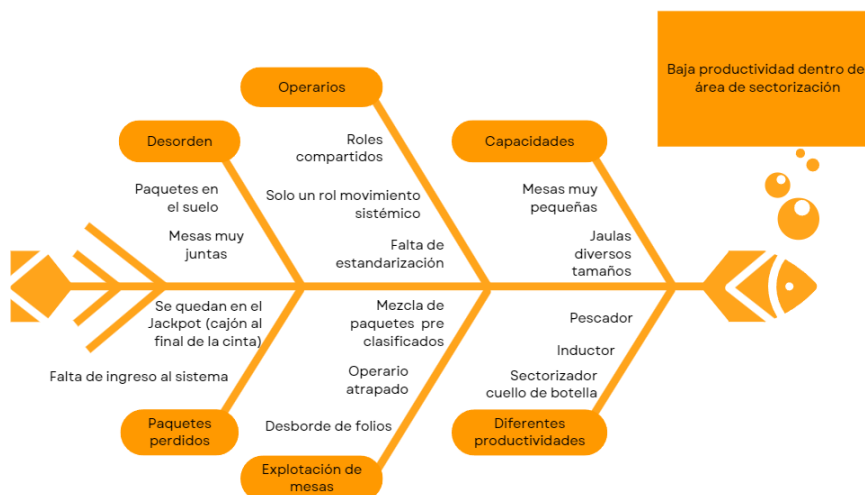 Baja productividad dentro de
área de sectorización
Operarios
Desorden
Capacidades
Roles
compartidos
Paquetes en
el suelo
Solo un rol movimiento
sistémico
Mesas muy
pequeñas
Mesas muy
juntas
Falta de
estandarización
Jaulas
diversos
tamaños
Se quedan en el
Jackpot (cajón al
final de la cinta)
Mezcla de
paquetes pre
clasificados
Pescador
Inductor
Falta de ingreso al sistema
Operario
atrapado
Sectorizador
cuello de botella
Desborde de folios
Paquetes
perdidos
Diferentes
productividades
Explotación de
mesas